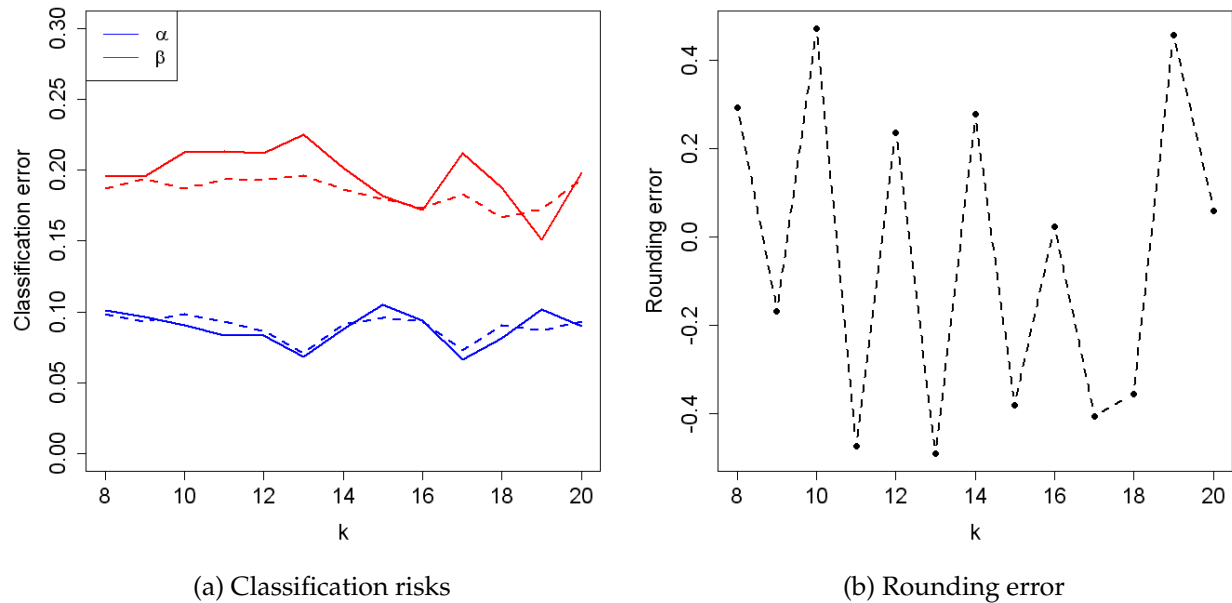 α
β
0.30
0.25
0.20
0.15
0.10
0.05
0.00
Classification error
8 10 12 14 16 18 20
k
(a) Classification risks
0.4
0.2
0.0
-0.2
-0.4
Rounding error
8 10 12 14 16 18 20
k
(b) Rounding error